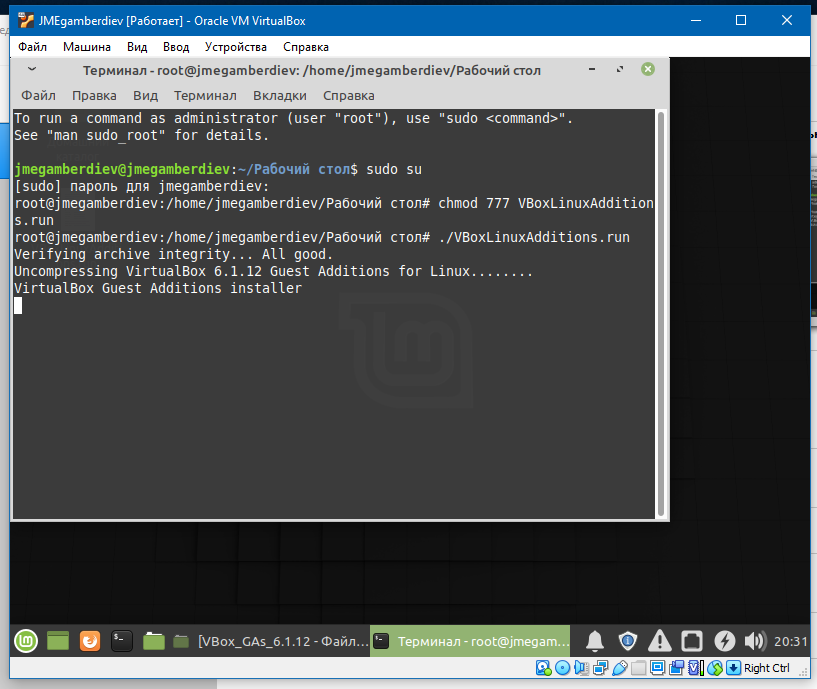 JMEgamberdiev [Работает] - Oracle VM VirtualBox
Файл Машина Вид Ввод Устройства Справка
Терминал - root@jmegamberdiev: /home/jmegamberdiev/Рабочий стол
Файл Правка Вид Терминал Вкладки Справка
To run a command as administrator (user "root"), use "sudo <command>".
See "man sudo_root" for details.
jmegamberdiev@jmegamberdiev:~/Рабочий стол$ sudo su
[sudo] пароль для jmegamberdiev:
root@jmegamberdiev:/home/jmegamberdiev/Рабочий стол# chmod 777 VBoxLinuxAddition
s.run
root@jmegamberdiev:/home/jmegamberdiev/Рабочий стол# ./VBoxLinuxAdditions.run
Verifying archive integrity... All good.
Uncompressing VirtualBox 6.1.12 Guest Additions for Linux........
VirtualBox Guest Additions installer
[VBox_GAs_6.1.12 - Файл... Терминал - root@jmegam... 20:31
Right Ctrl